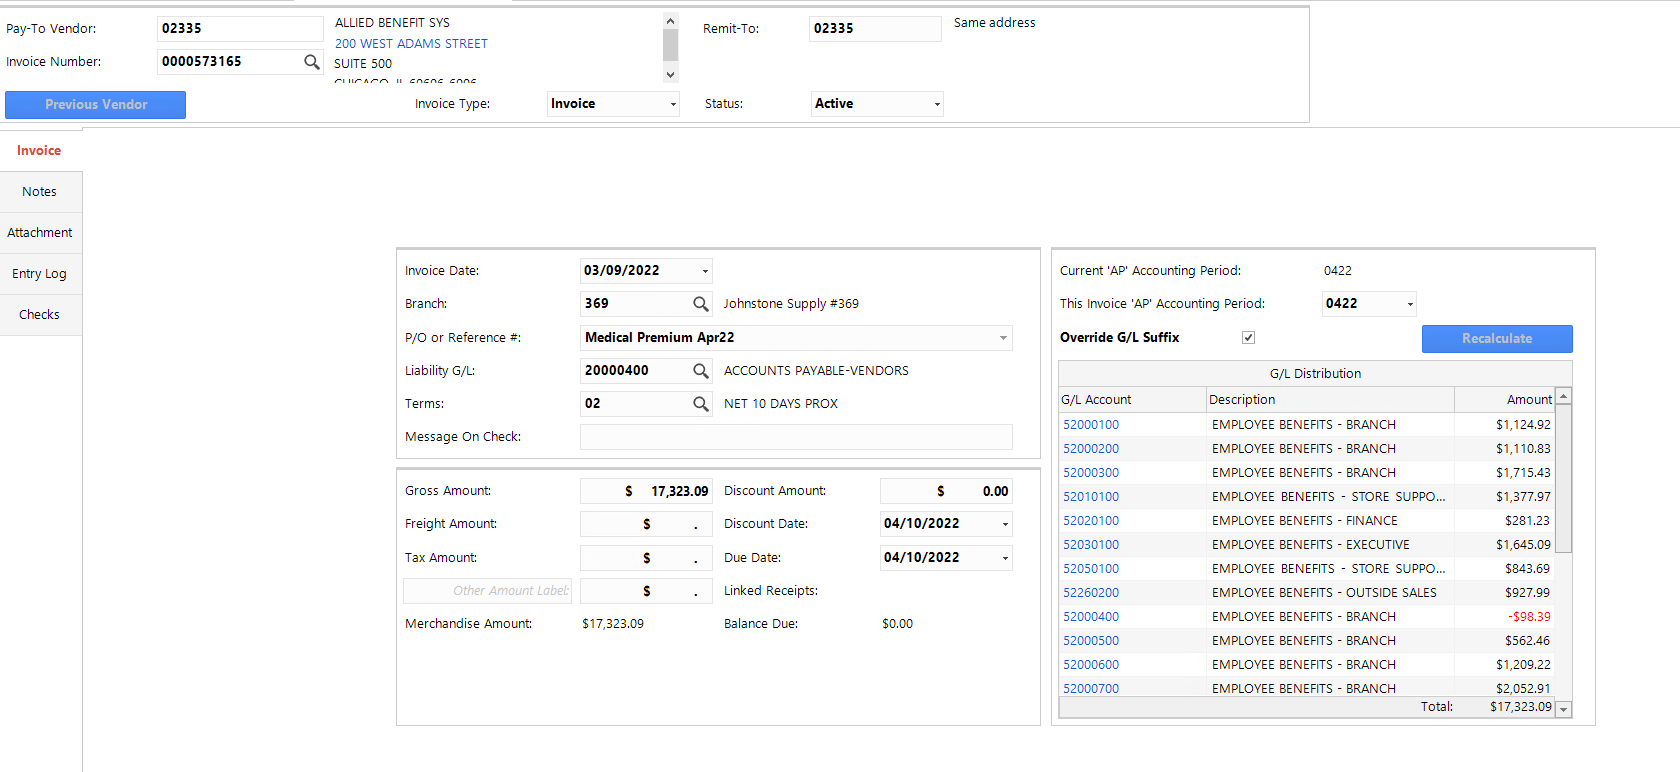 Pay-To Vendor: 02335 ALLIED BENEFIT SYS Remit-To: 02335 Same address
200 WEST ADAMS STREET
Invoice Number: 0000573165 SUITE 500
CHICAGO, IL 60606-6906
Previous Vendor Invoice Type: Invoice Status: Active
Invoice
Notes
Attachment
Entry Log
Checks
Invoice Date: 03/09/2022
Branch: 369 Johnstone Supply #369
P/O or Reference #: Medical Premium Apr22
Liability G/L: 20000400 ACCOUNTS PAYABLE-VENDORS
Terms: 02 NET 10 DAYS PROX
Message On Check:
Gross Amount: $ 17,323.09 Discount Amount: $ 0.00
Freight Amount: $ . Discount Date: 04/10/2022
Tax Amount: $ . Due Date: 04/10/2022
Other Amount Label: $ . Linked Receipts:
Merchandise Amount: $17,323.09 Balance Due: $0.00
Current 'AP' Accounting Period: 0422
This Invoice 'AP' Accounting Period: 0422
Override G/L Suffix Recalculate
G/L Distribution
G/L Account Description Amount
52000100 EMPLOYEE BENEFITS - BRANCH $1,124.92
52000200 EMPLOYEE BENEFITS - BRANCH $1,110.83
52000300 EMPLOYEE BENEFITS - BRANCH $1,715.43
52010100 EMPLOYEE BENEFITS - STORE SUPPO... $1,377.97
52020100 EMPLOYEE BENEFITS - FINANCE $281.23
52030100 EMPLOYEE BENEFITS - EXECUTIVE $1,645.09
52050100 EMPLOYEE BENEFITS - STORE SUPPO... $843.69
52260200 EMPLOYEE BENEFITS - OUTSIDE SALES $927.99
52000400 EMPLOYEE BENEFITS - BRANCH -$98.39
52000500 EMPLOYEE BENEFITS - BRANCH $562.46
52000600 EMPLOYEE BENEFITS - BRANCH $1,209.22
52000700 EMPLOYEE BENEFITS - BRANCH $2,052.91
Total: $17,323.09